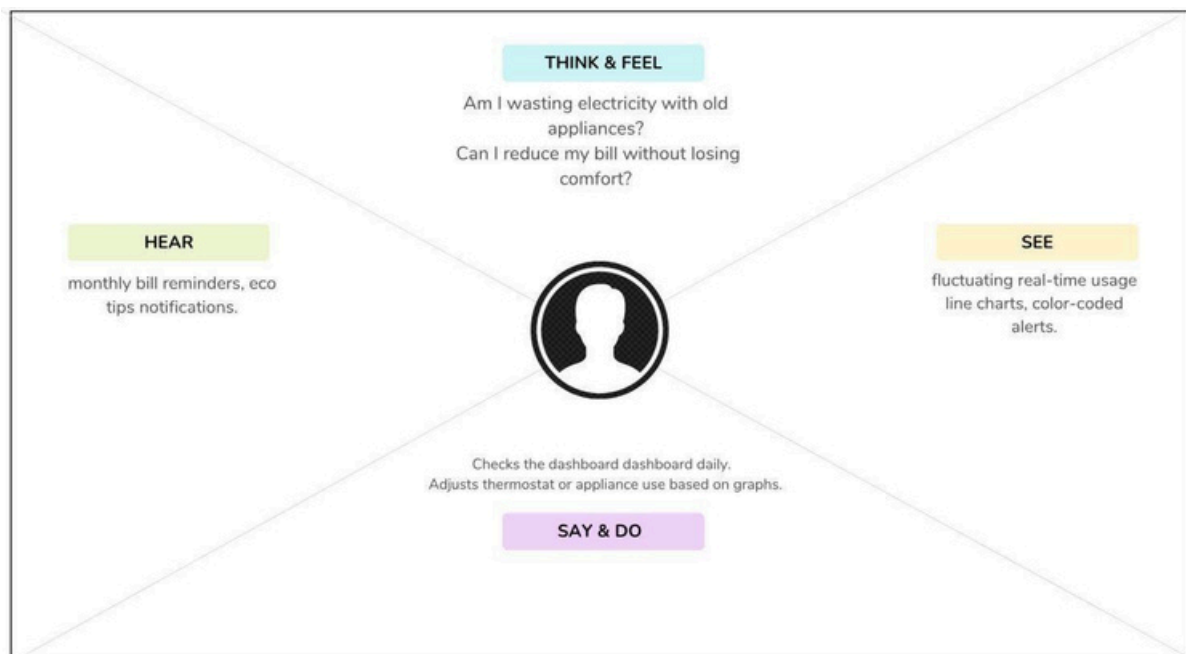 THINK & FEEL
Am I wasting electricity with old
appliances?
Can I reduce my bill without losing
comfort?
HEAR
monthly bill reminders, eco
tips notifications.
SEE
fluctuating real-time usage
line charts, color-coded
alerts.
Checks the dashboard dashboard daily.
Adjusts thermostat or appliance use based on graphs.
SAY & DO